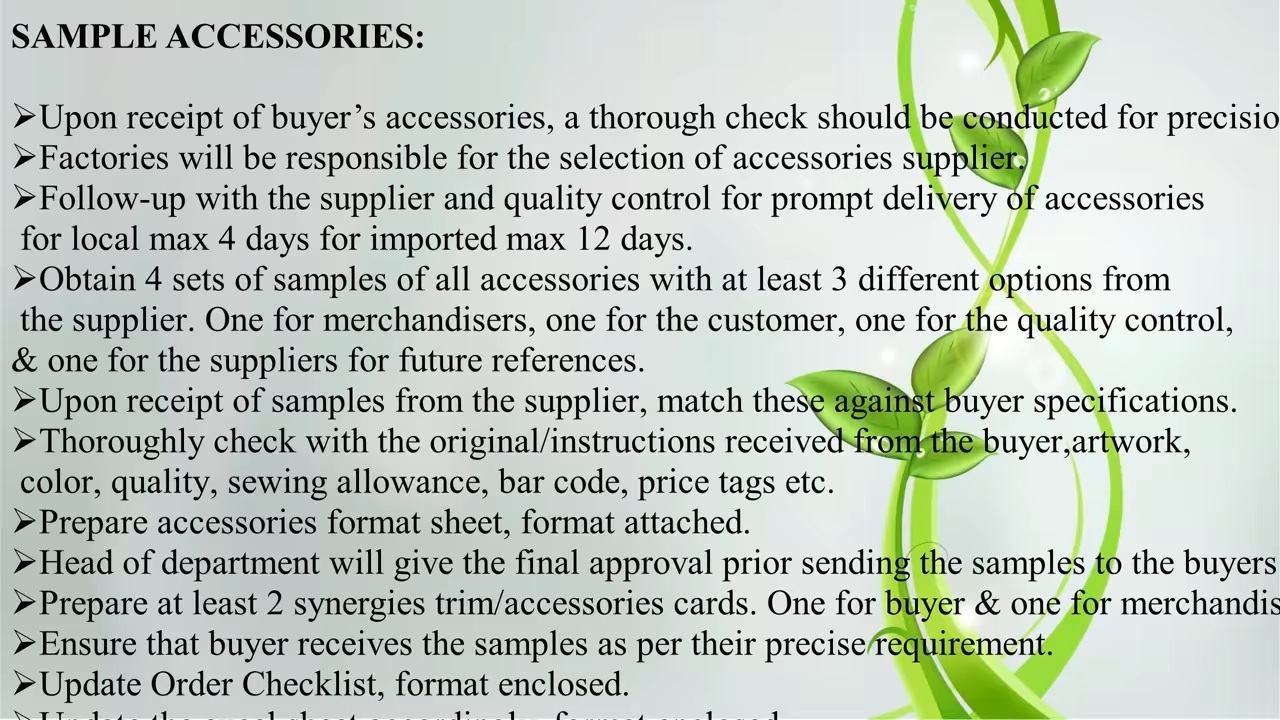 SAMPLE ACCESSORIES:
➢Upon receipt of buyer’s accessories, a thorough check should be conducted for precisio
➢Factories will be responsible for the selection of accessories supplier.
➢Follow-up with the supplier and quality control for prompt delivery of accessories
for local max 4 days for imported max 12 days.
➢Obtain 4 sets of samples of all accessories with at least 3 different options from
the supplier. One for merchandisers, one for the customer, one for the quality control,
& one for the suppliers for future references.
➢Upon receipt of samples from the supplier, match these against buyer specifications.
➢Thoroughly check with the original/instructions received from the buyer,artwork,
color, quality, sewing allowance, bar code, price tags etc.
➢Prepare accessories format sheet, format attached.
➢Head of department will give the final approval prior sending the samples to the buyers
➢Prepare at least 2 synergies trim/accessories cards. One for buyer & one for merchandis
➢Ensure that buyer receives the samples as per their precise requirement.
➢Update Order Checklist, format enclosed.